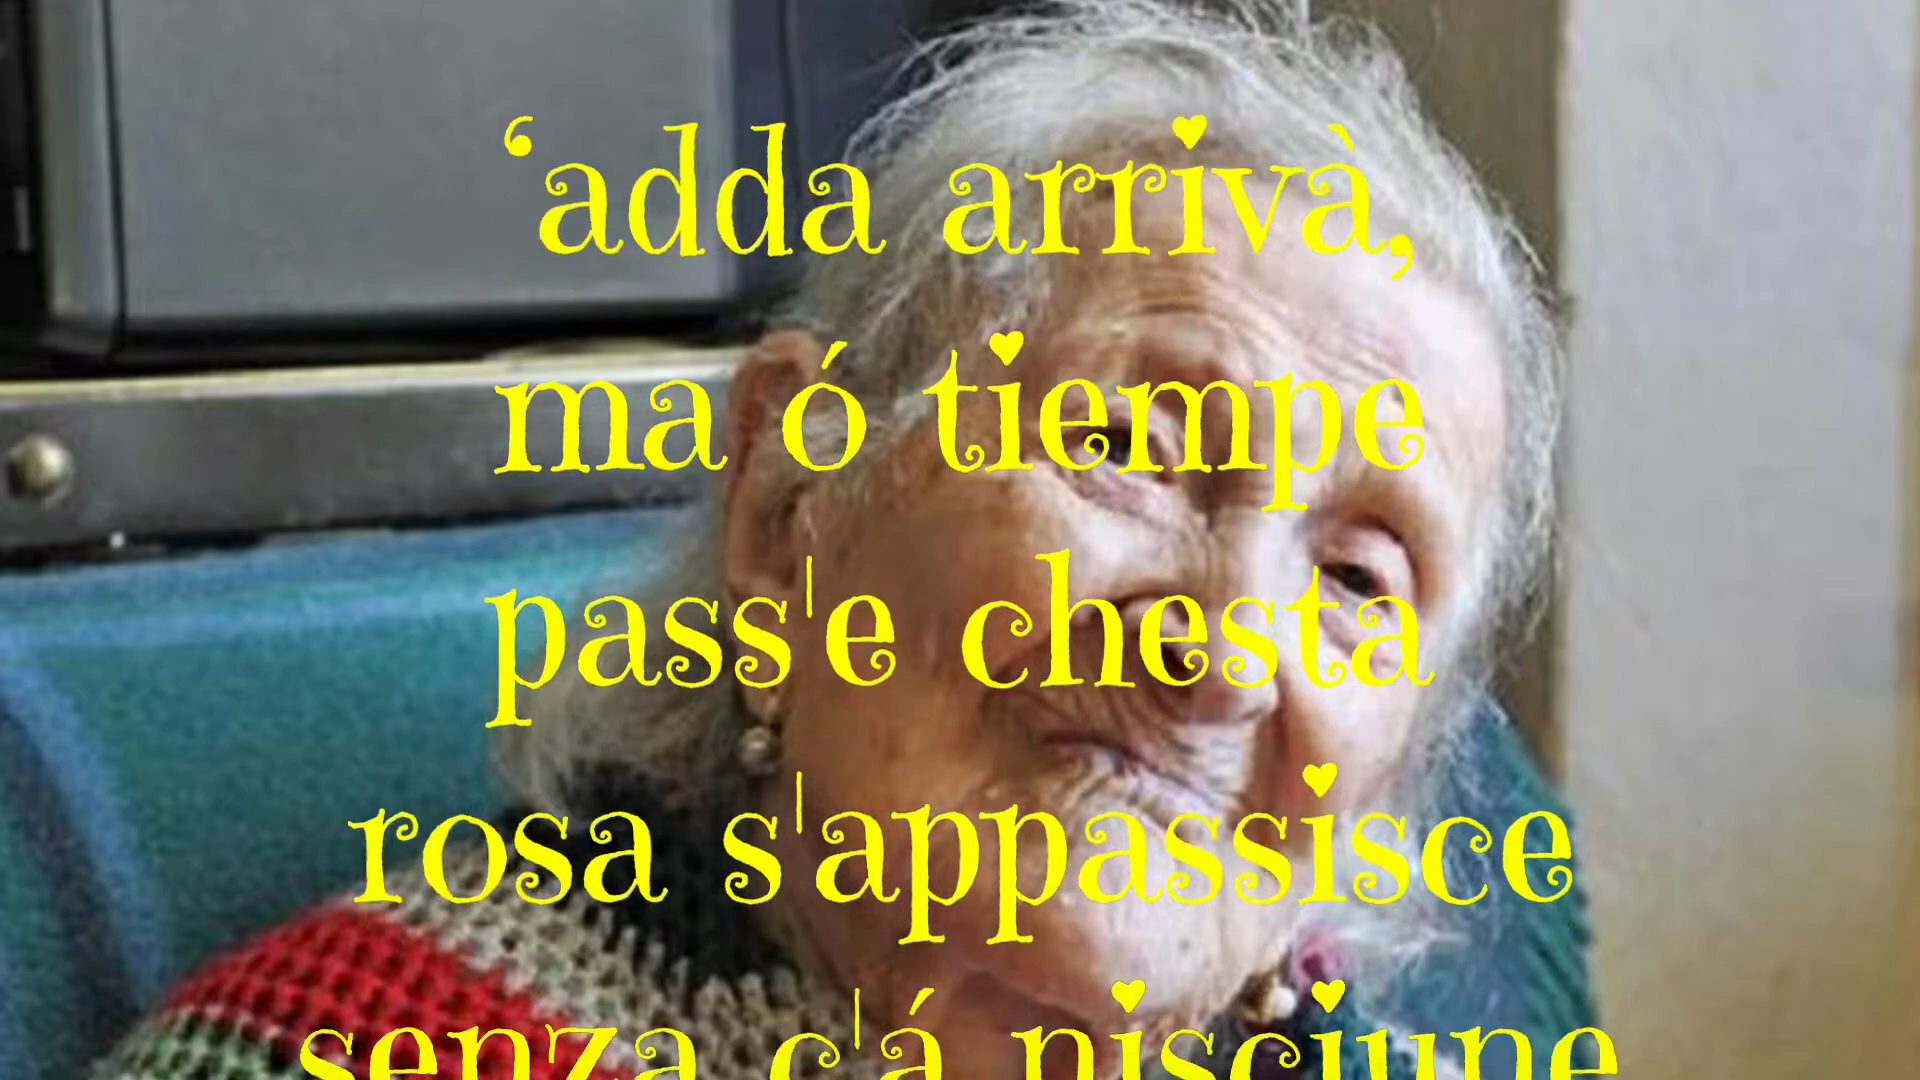 ‘adda arrivà,
ma ó tiempe
pass'e chesta
rosa s'appassisce
senza c'á nisciune